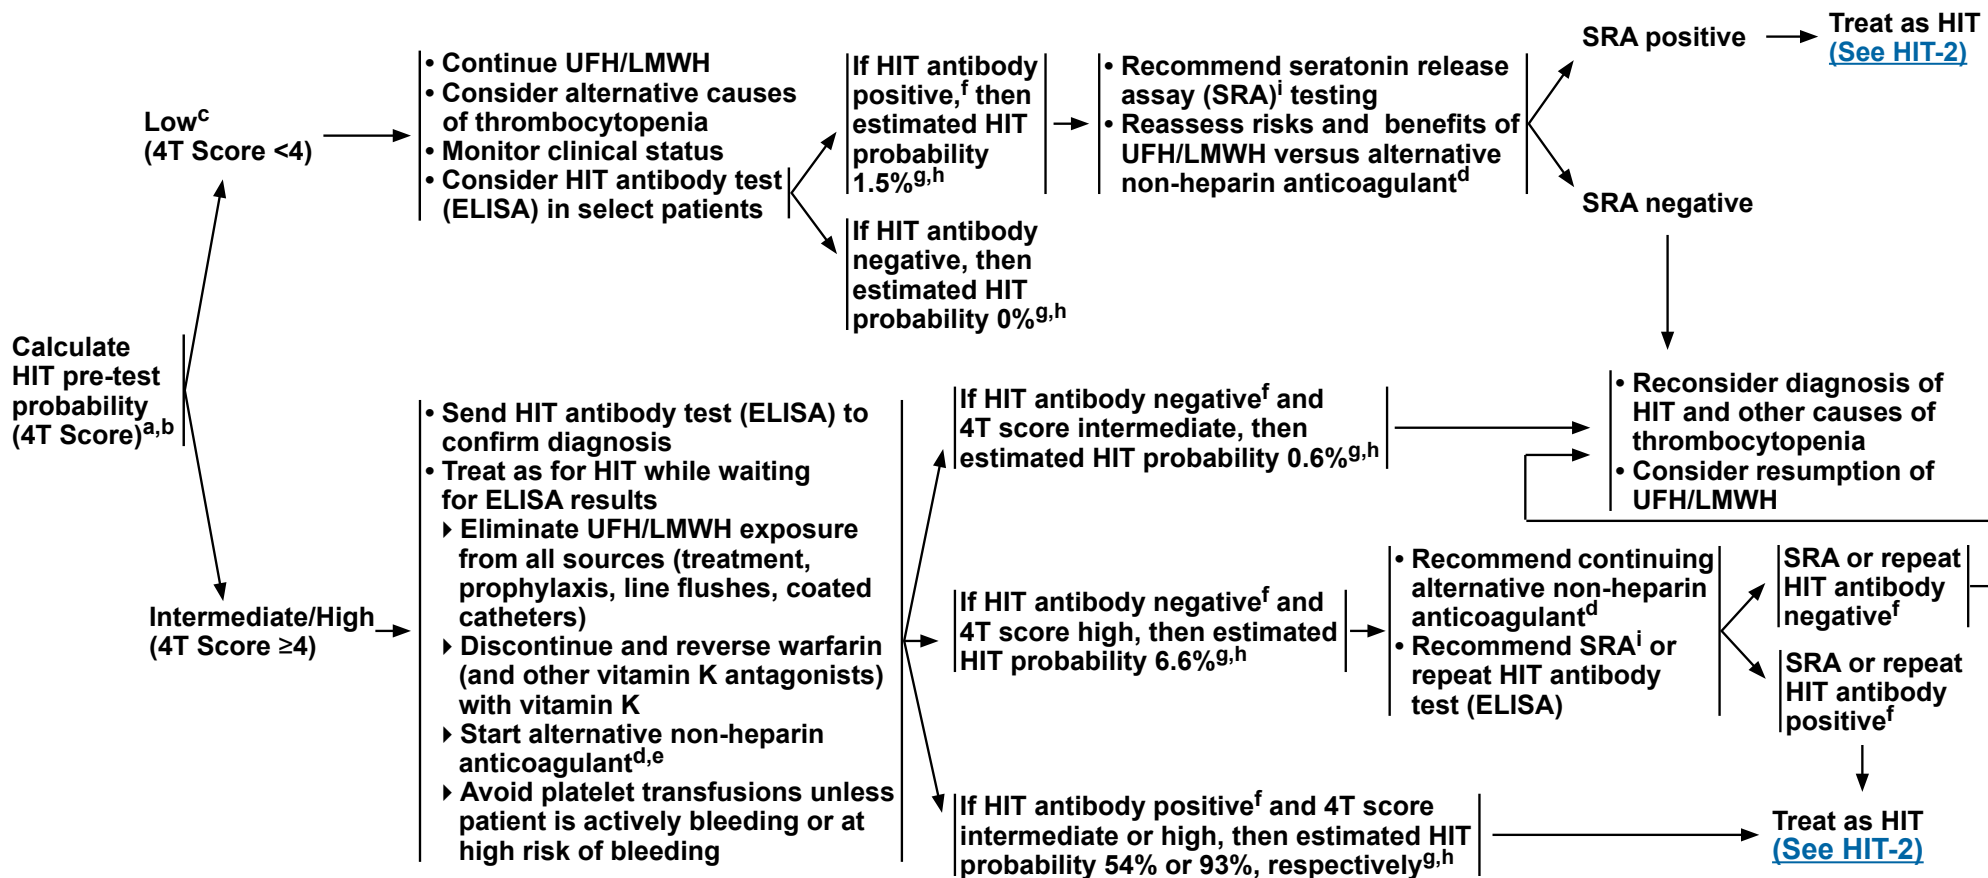 Calculate
HIT pre-test
probability
(4T Score)a,b
Lowc
(4T Score <4)
• Continue UFH/LMWH
• Consider alternative causes
of thrombocytopenia
• Monitor clinical status
• Consider HIT antibody test
(ELISA) in select patients
If HIT antibody
positive,f then
estimated HIT
probability
1.5%g,h
If HIT antibody
negative, then
estimated HIT
probability 0%g,h
• Recommend seratonin release
assay (SRA)i testing
• Reassess risks and benefits of
UFH/LMWH versus alternative
non-heparin anticoagulantd
SRA positive
Treat as HIT
(See HIT-2)
SRA negative
Intermediate/High
(4T Score ≥4)
• Send HIT antibody test (ELISA) to
confirm diagnosis
• Treat as for HIT while waiting
for ELISA results
▸ Eliminate UFH/LMWH exposure
from all sources (treatment,
prophylaxis, line flushes, coated
catheters)
▸ Discontinue and reverse warfarin
(and other vitamin K antagonists)
with vitamin K
▸ Start alternative non-heparin
anticoagulantd,e
▸ Avoid platelet transfusions unless
patient is actively bleeding or at
high risk of bleeding
If HIT antibody negativef and
4T score intermediate, then
estimated HIT probability 0.6%g,h
• Reconsider diagnosis of
HIT and other causes of
thrombocytopenia
• Consider resumption of
UFH/LMWH
If HIT antibody negativef and
4T score high, then estimated
HIT probability 6.6%g,h
• Recommend continuing
alternative non-heparin
anticoagulantd
• Recommend SRAi or
repeat HIT antibody
test (ELISA)
SRA or repeat
HIT antibody
negativef
SRA or repeat
HIT antibody
positivef
If HIT antibody positivef and 4T score
intermediate or high, then estimated HIT
probability 54% or 93%, respectivelyg,h
Treat as HIT
(See HIT-2)